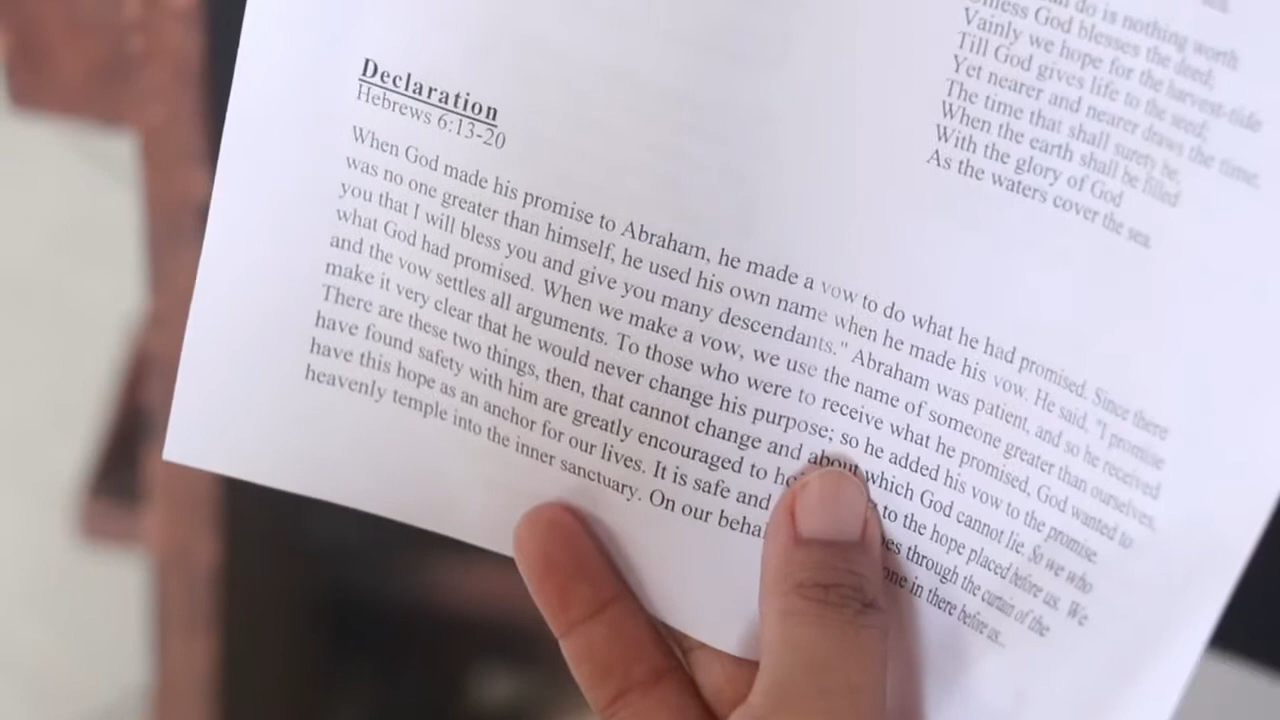 do is nothing worth
God blesses the deed;
Vainly we hope for the harvest-tide
Till God gives life to the seed;
Yet nearer and nearer draws the time,
The time that shall surely be,
When the earth shall be filled
With the glory of God
As the waters cover the sea.
Declaration
Hebrews 6:13-20
When God made his promise to Abraham, he made a vow to do what he had promised. Since there
was no one greater than himself, he used his own name when he made his vow. He said, "I promise
you that I will bless you and give you many descendants." Abraham was patient, and so he received
what God had promised. When we make a vow, we use the name of someone greater than ourselves,
and the vow settles all arguments. To those who were to receive what he promised, God wanted to
make it very clear that he would never change his purpose; so he added his vow to the promise.
There are these two things, then, that cannot change and about which God cannot lie. So we who
have found safety with him are greatly encouraged to to the hope placed before us. We
have this hope as an anchor for our lives. It is safe and through the curtain of the
heavenly temple into the inner sanctuary. On our in there before us...